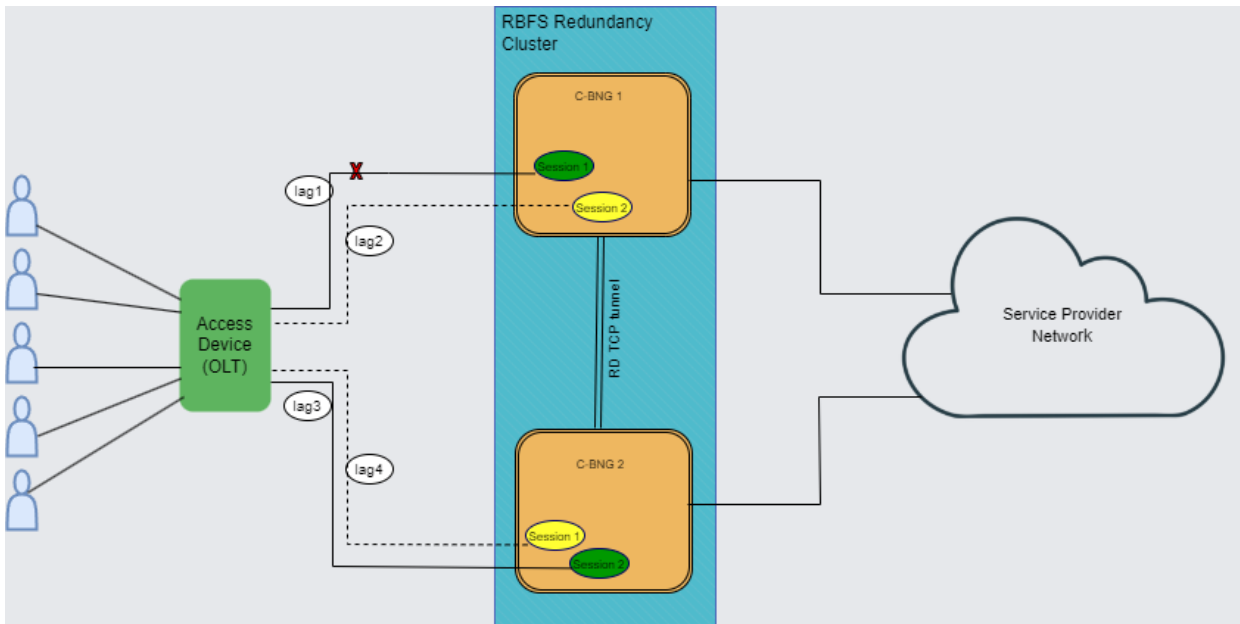 RBFS Redundancy
Cluster
C-BNG 1
Session 1
Session 2
lag1
lag2
Access
Device
(OLT)
RD TCP tunnel
Service Provider
Network
lag3
lag4
C-BNG 2
Session 1
Session 2